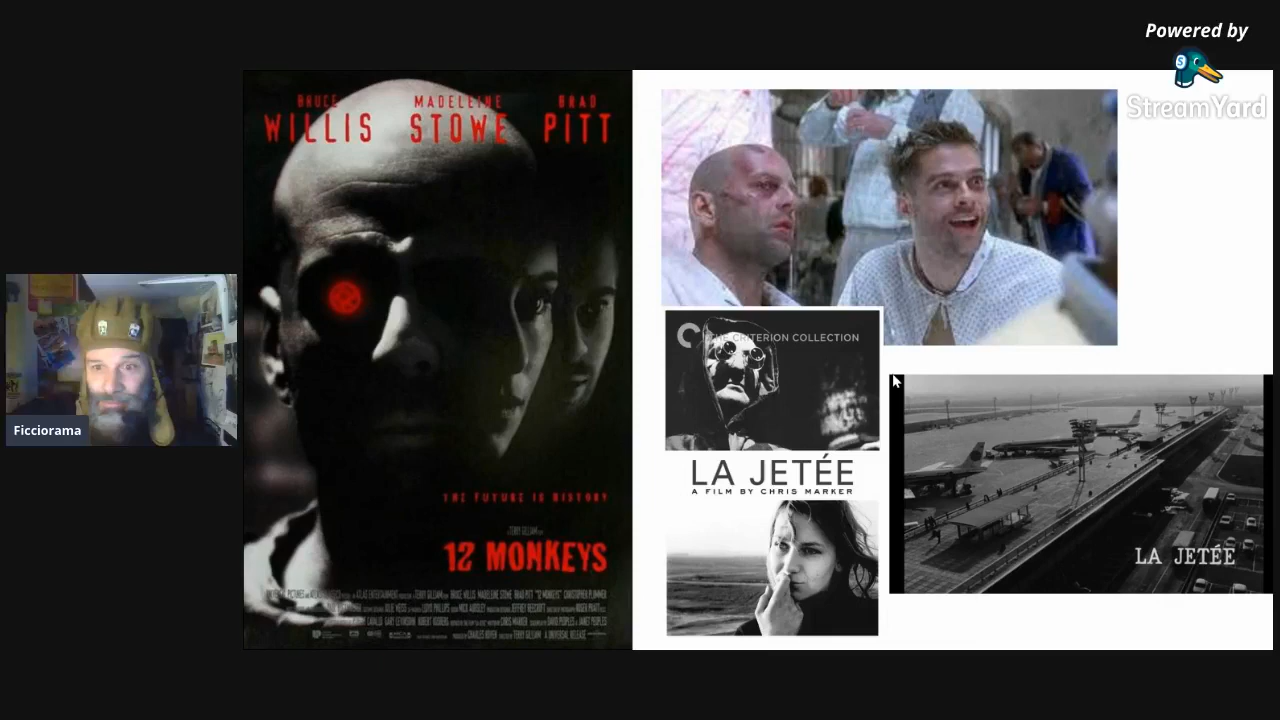 Powered by
StreamYard
BRUCE MADELEINE BRAD
WILLIS STOWE PITT
THE CRITERION COLLECTION
Ficciorama
LA JETÉE
A FILM BY CHRIS MARKER
THE FUTURE IS HISTORY
12 MONKEYS
LA JETÉE